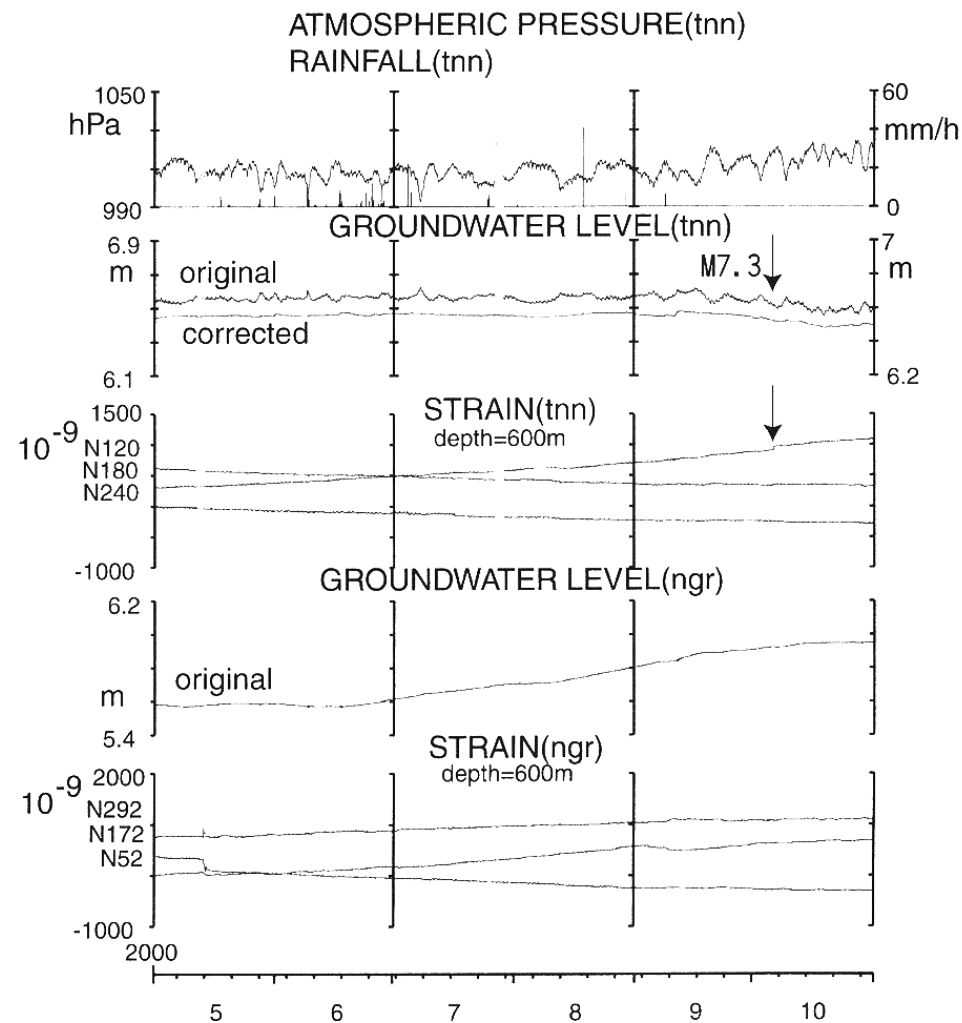 ATMOSPHERIC PRESSURE(tnn)
RAINFALL(tnn)
1050
60
hPa
mm/h
990
0
GROUNDWATER LEVEL(tnn)
6.9
7
m
original
M7.3
m
corrected
6.1
6.2
STRAIN(tnn)
1500
depth=600m
10-9
N120
N180
N240
-1000
GROUNDWATER LEVEL(ngr)
6.2
original
m
5.4
STRAIN(ngr)
2000
depth=600m
10-9
N292
N172
N52
-1000
2000
5 6 7 8 9 10